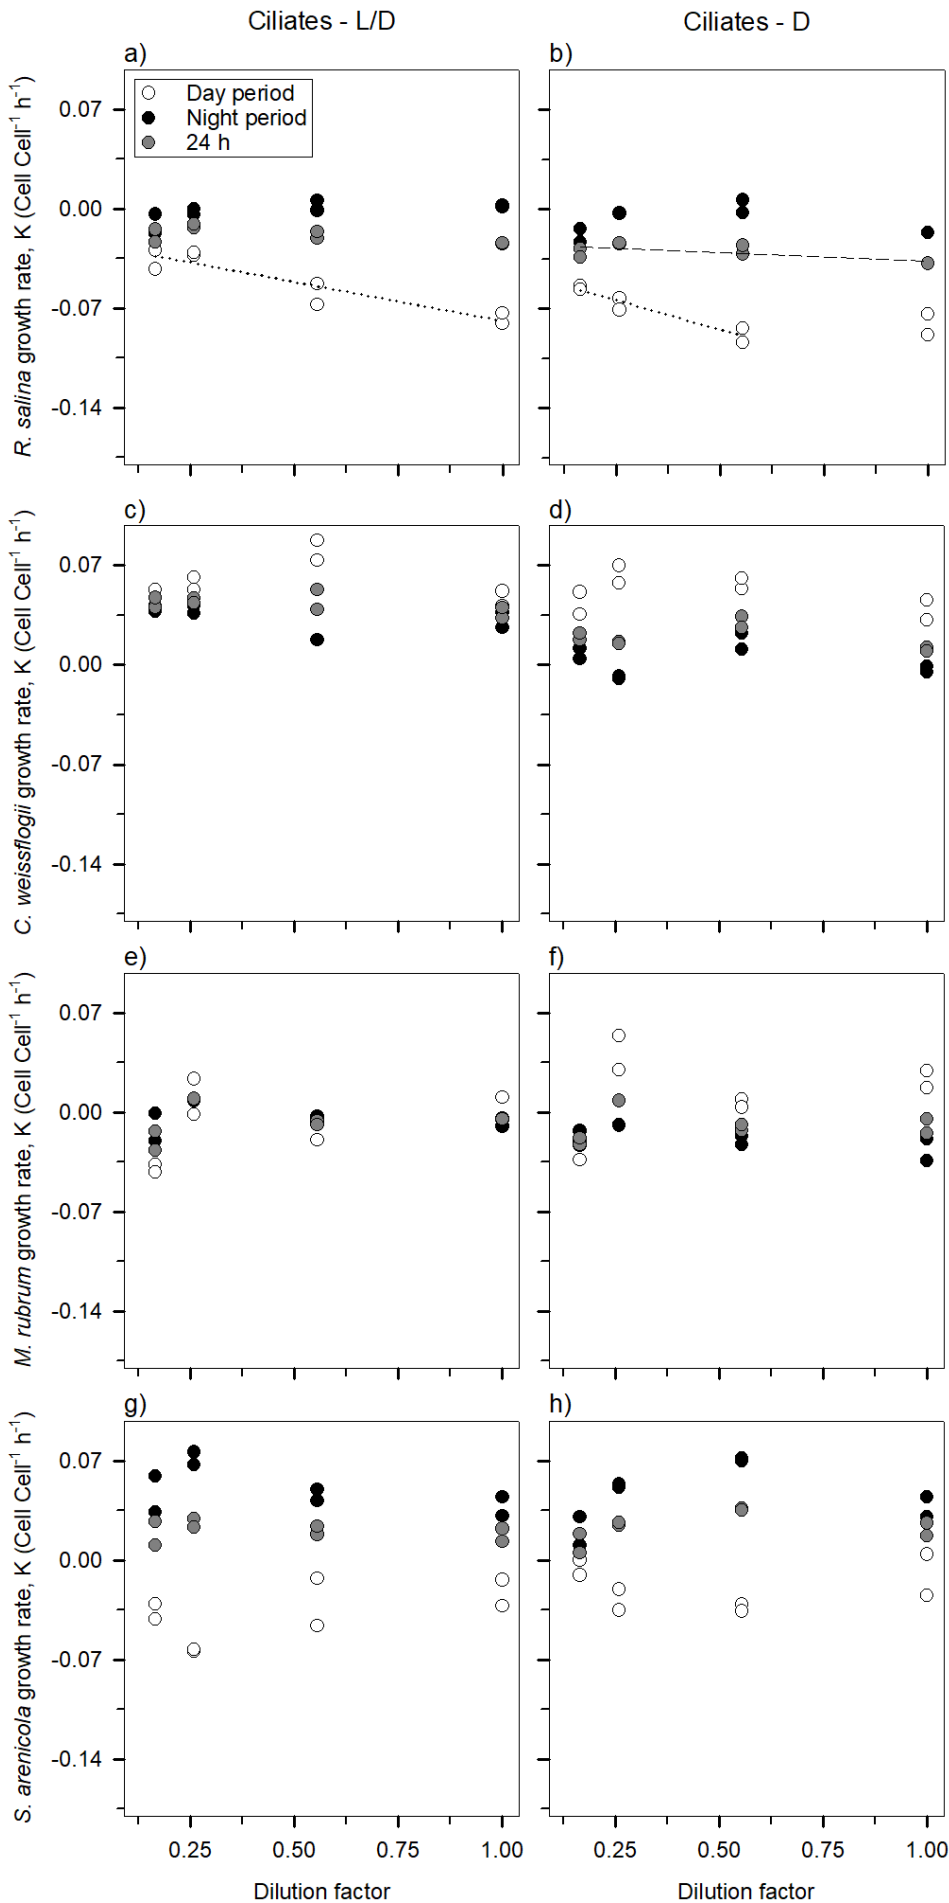 Ciliates - L/D
Ciliates - D
a)
b)
Day period
Night period
24 h
R. salina growth rate, K (Cell Cell⁻¹ h⁻¹)
0.07
0.00
-0.07
-0.14
c)
d)
C. weissflogii growth rate, K (Cell Cell⁻¹ h⁻¹)
0.07
0.00
-0.07
-0.14
e)
f)
M. rubrum growth rate, K (Cell Cell⁻¹ h⁻¹)
0.07
0.00
-0.07
-0.14
g)
h)
S. arenicola growth rate, K (Cell Cell⁻¹ h⁻¹)
0.07
0.00
-0.07
-0.14
0.25 0.50 0.75 1.00
0.25 0.50 0.75 1.00
Dilution factor
Dilution factor